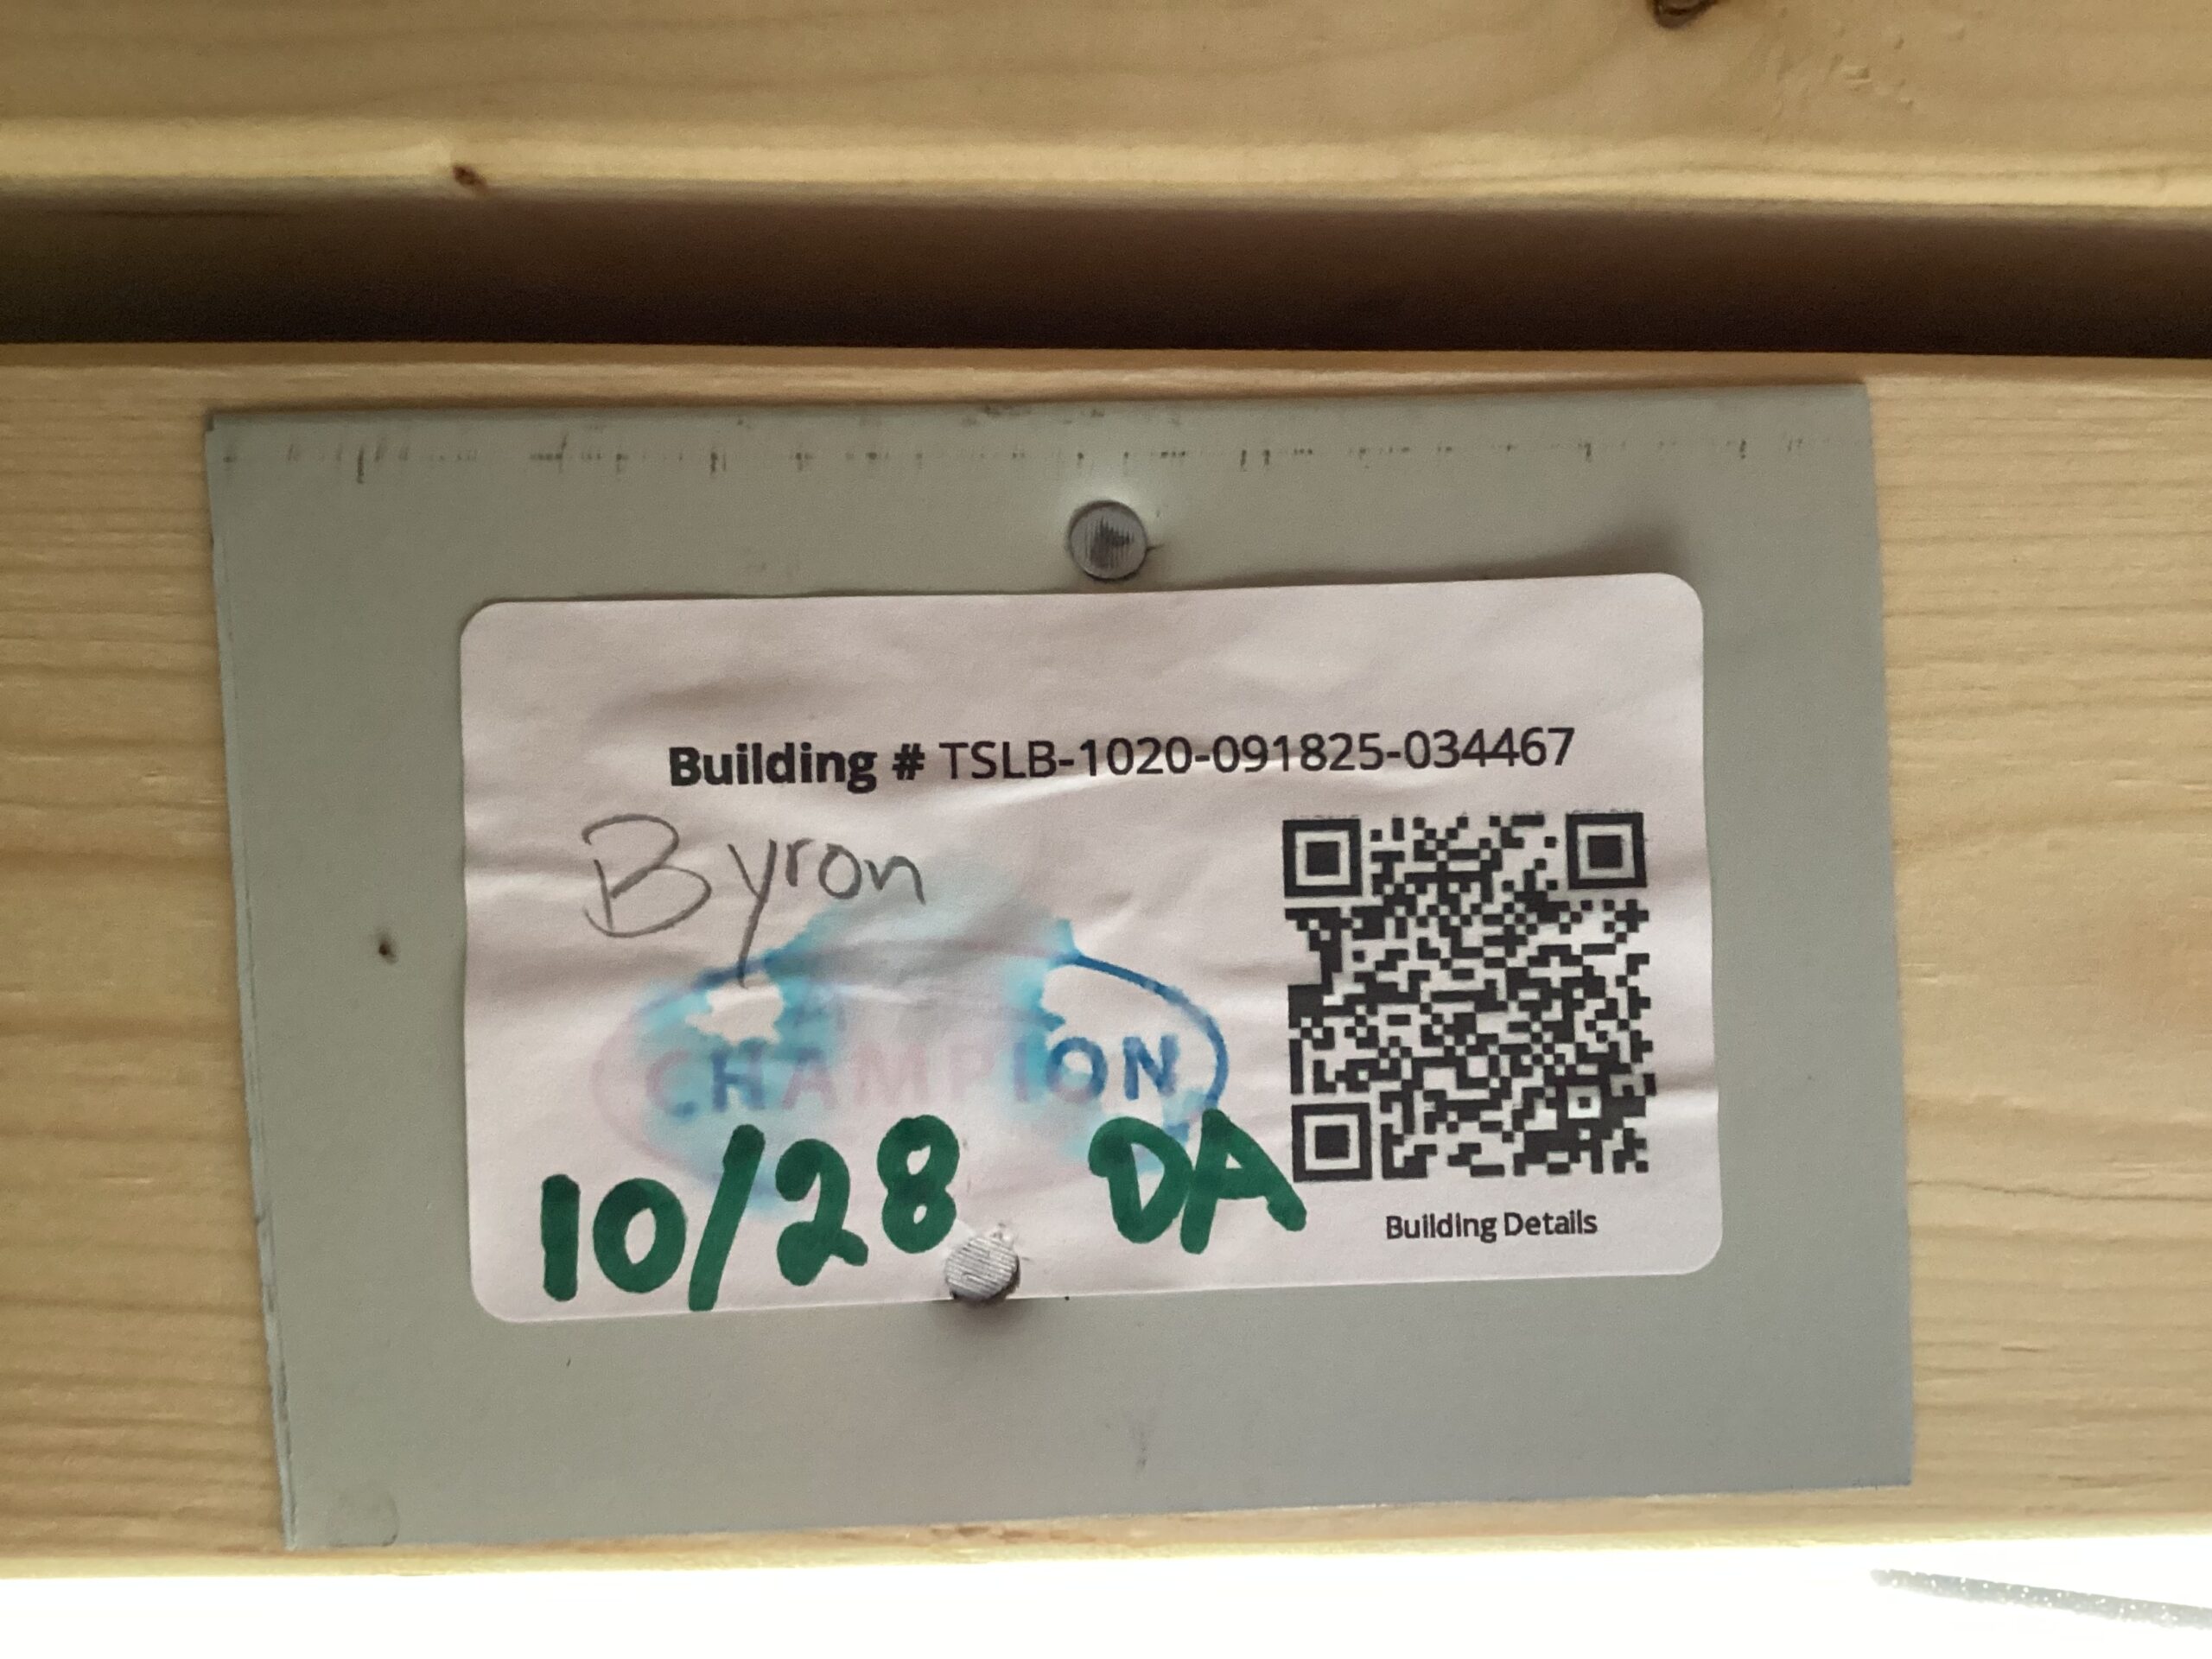 Building # TSLB-1020-091825-034467
Byron
CHAMPION
10/28 DA
Building Details